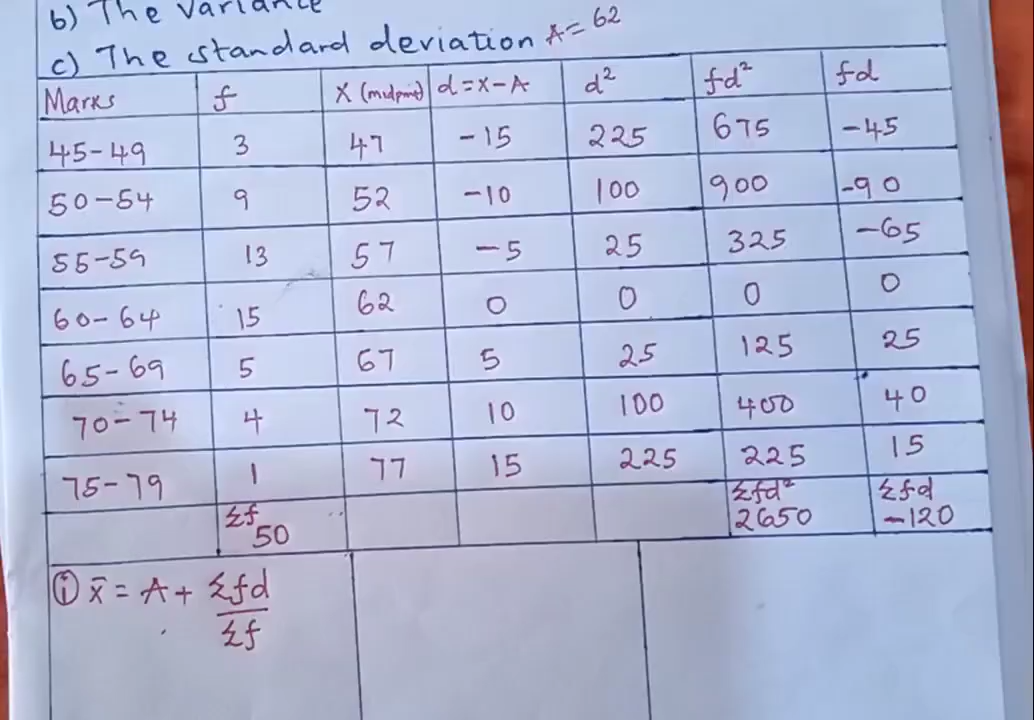 b) The Variance
c) The standard deviation A=62
Marks f X (midpoint) d=x-A d² fd² fd
45-49 3 47 -15 225 675 -45
50-54 9 52 -10 100 900 -90
55-59 13 57 -5 25 325 -65
60-64 15 62 0 0 0 0
65-69 5 67 5 25 125 25
70-74 4 72 10 100 400 40
75-79 1 77 15 225 225 15
Σf Σfd² Σfd
50 2650 -120
ⓘ x̄ = A + Σfd
Σf